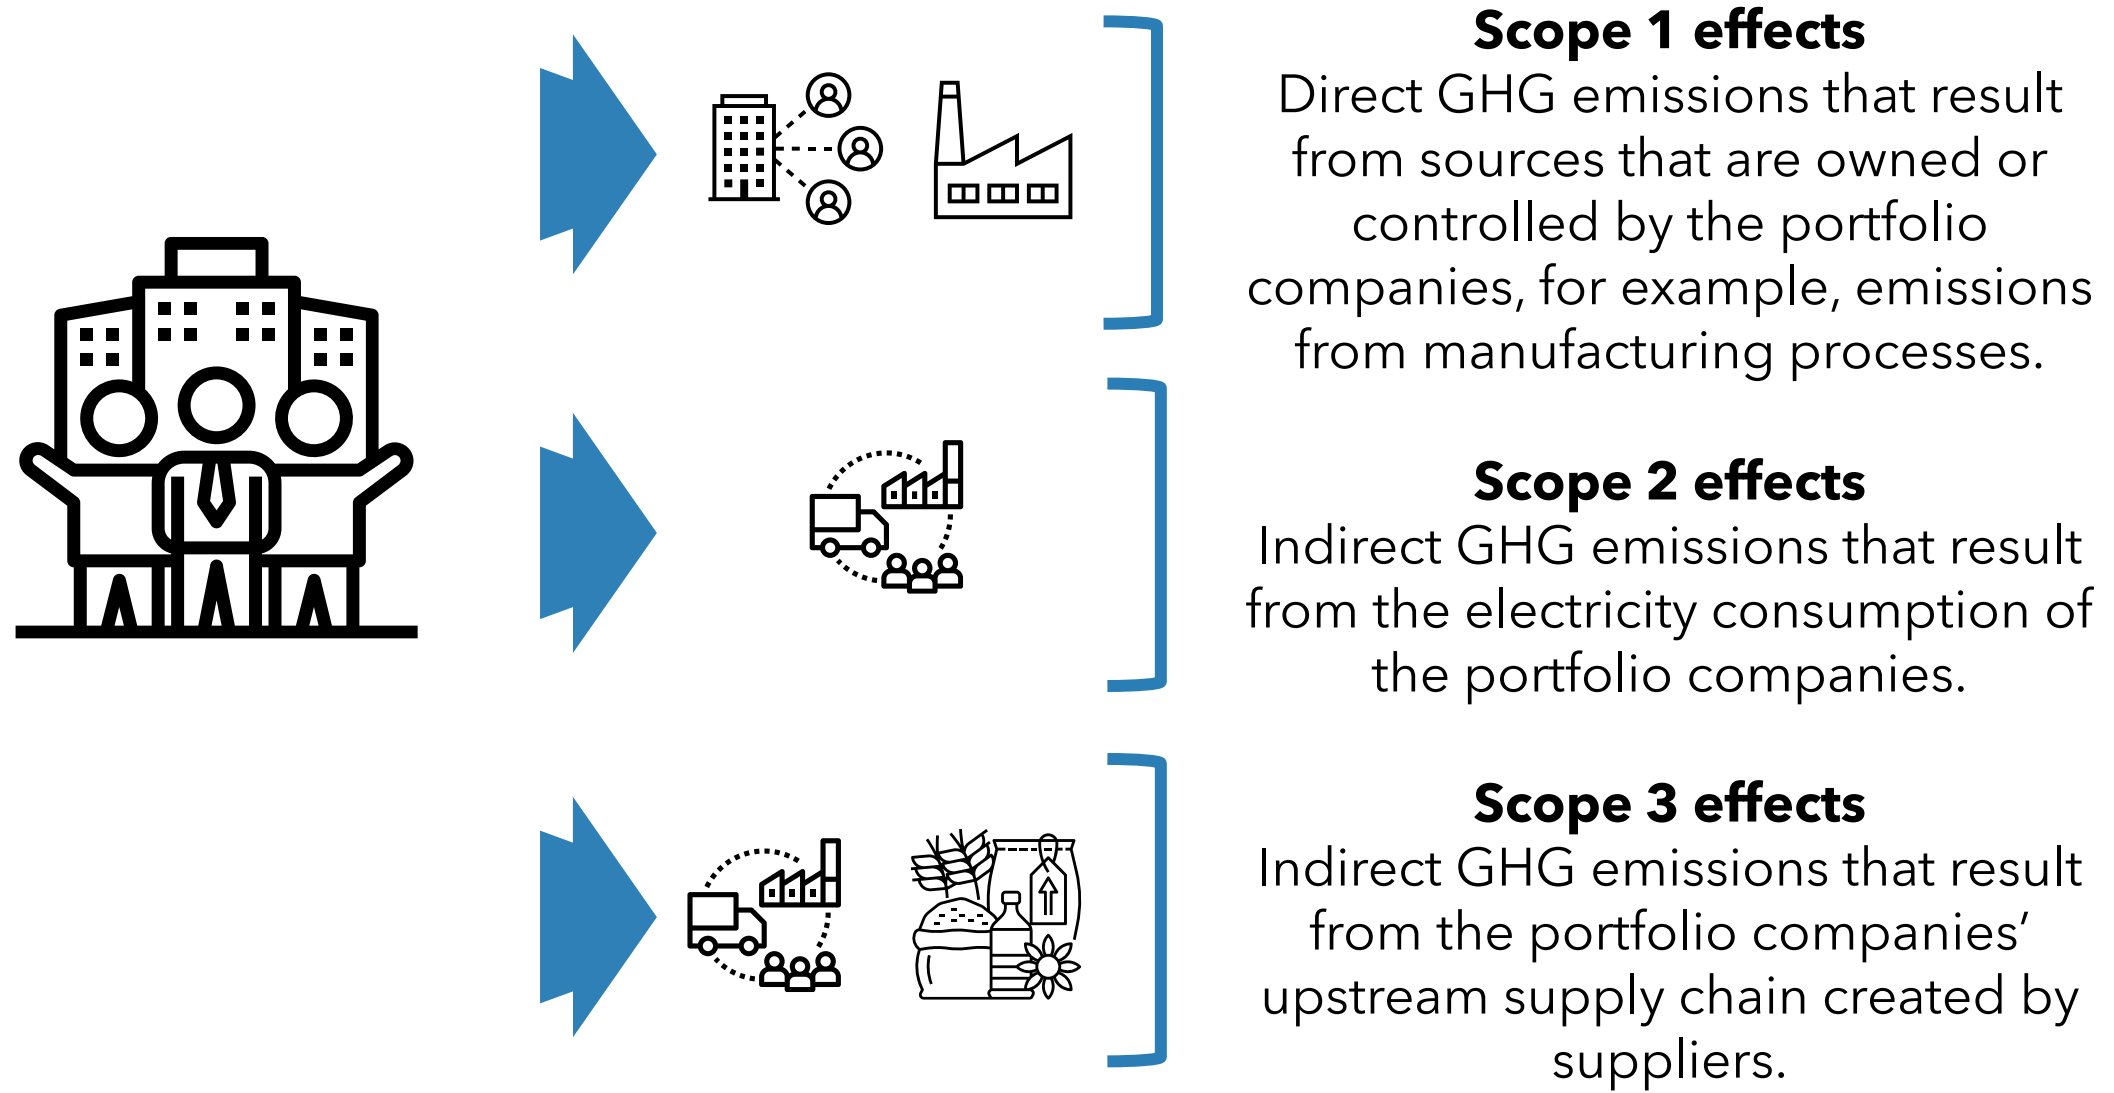 Scope 1 effects
Direct GHG emissions that result
from sources that are owned or
controlled by the portfolio
companies, for example, emissions
from manufacturing processes.
Scope 2 effects
Indirect GHG emissions that result
from the electricity consumption of
the portfolio companies.
Scope 3 effects
Indirect GHG emissions that result
from the portfolio companies’
upstream supply chain created by
suppliers.